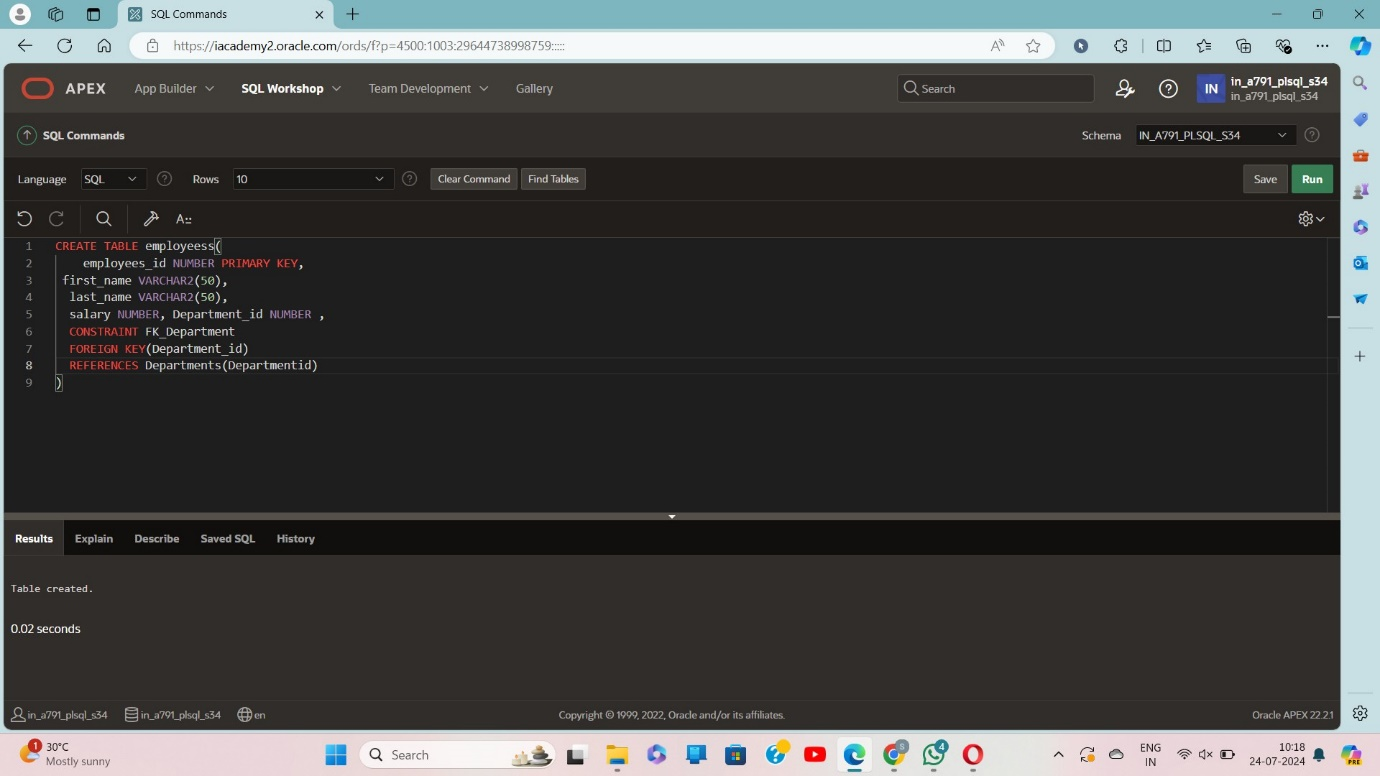 SQL Commands
https://iacademy2.oracle.com/ords/f?p=4500:1003:29644738998759:::::
APEX App Builder SQL Workshop Team Development Gallery Search IN in_a791_plsql_s34
in_a791_plsql_s34
SQL Commands Schema IN_A791_PLSQL_S34
Language SQL Rows 10 Clear Command Find Tables Save Run
A::
1 CREATE TABLE employeess(
2 employees_id NUMBER PRIMARY KEY,
3 first_name VARCHAR2(50),
4 last_name VARCHAR2(50),
5 salary NUMBER, Department_id NUMBER ,
6 CONSTRAINT FK_Department
7 FOREIGN KEY(Department_id)
8 REFERENCES Departments(Departmentid)
9 )
Results Explain Describe Saved SQL History
Table created.
0.02 seconds
in_a791_plsql_s34 in_a791_plsql_s34 en Copyright © 1999, 2022, Oracle and/or its affiliates. Oracle APEX 22.2.1
1 30°C
Mostly sunny
Search
S
4
ENG
IN
10:18
24-07-2024
PRE